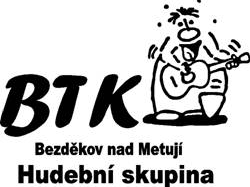 BTK
Bezděkov nad Metují
Hudební skupina